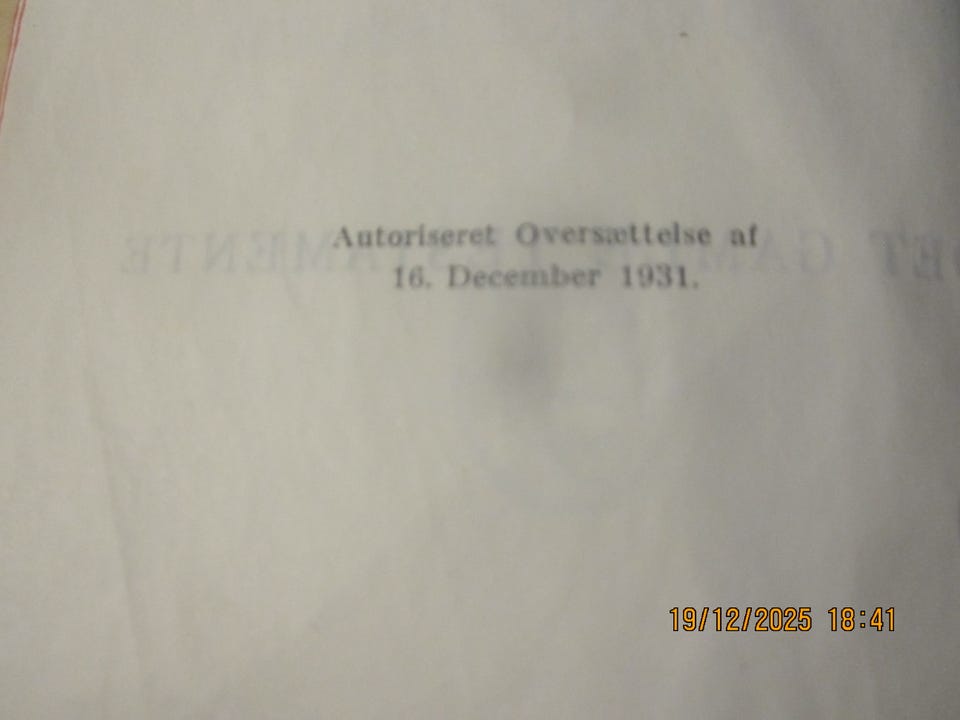 Autoriseret Oversættelse af
16. December 1931.
19/12/2025 18:41